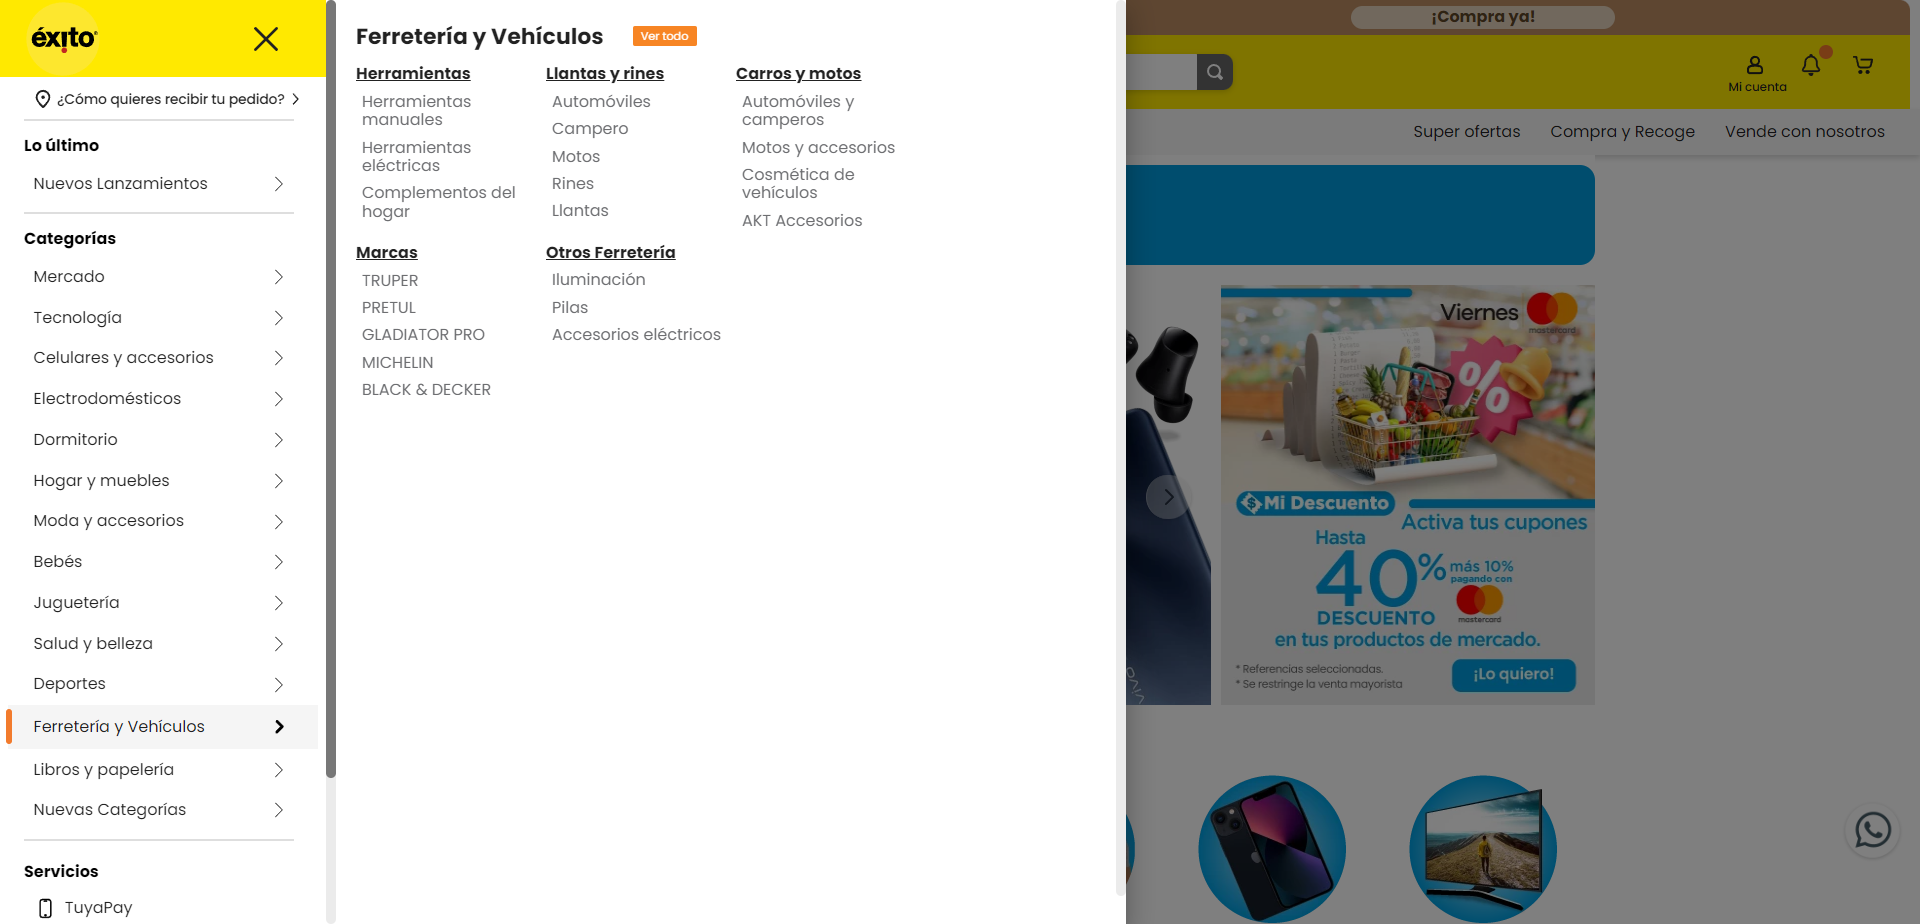 éxito
¿Cómo quieres recibir tu pedido?
Lo último
Nuevos Lanzamientos
Categorías
Mercado
Tecnología
Celulares y accesorios
Electrodomésticos
Dormitorio
Hogar y muebles
Moda y accesorios
Bebés
Juguetería
Salud y belleza
Deportes
Ferretería y Vehículos
Libros y papelería
Nuevas Categorías
Servicios
TuyaPay
Ferretería y Vehículos Ver todo
Herramientas
Herramientas
manuales
Herramientas
eléctricas
Complementos del
hogar
Llantas y rines
Automóviles
Campero
Motos
Rines
Llantas
Carros y motos
Automóviles y
camperos
Motos y accesorios
Cosmética de
vehículos
AKT Accesorios
Marcas
TRUPER
PRETUL
GLADIATOR PRO
MICHELIN
BLACK & DECKER
Otros Ferretería
Iluminación
Pilas
Accesorios eléctricos
¡Compra ya!
Mi cuenta
Super ofertas Compra y Recoge Vende con nosotros
Viernes
mastercard
%
$ Mi Descuento
Activa tus cupones
Hasta
40% más 10%
pagando con
DESCUENTO
mastercard
en tus productos de mercado.
* Referencias seleccionadas.
* Se restringe la venta mayorista
¡Lo quiero!